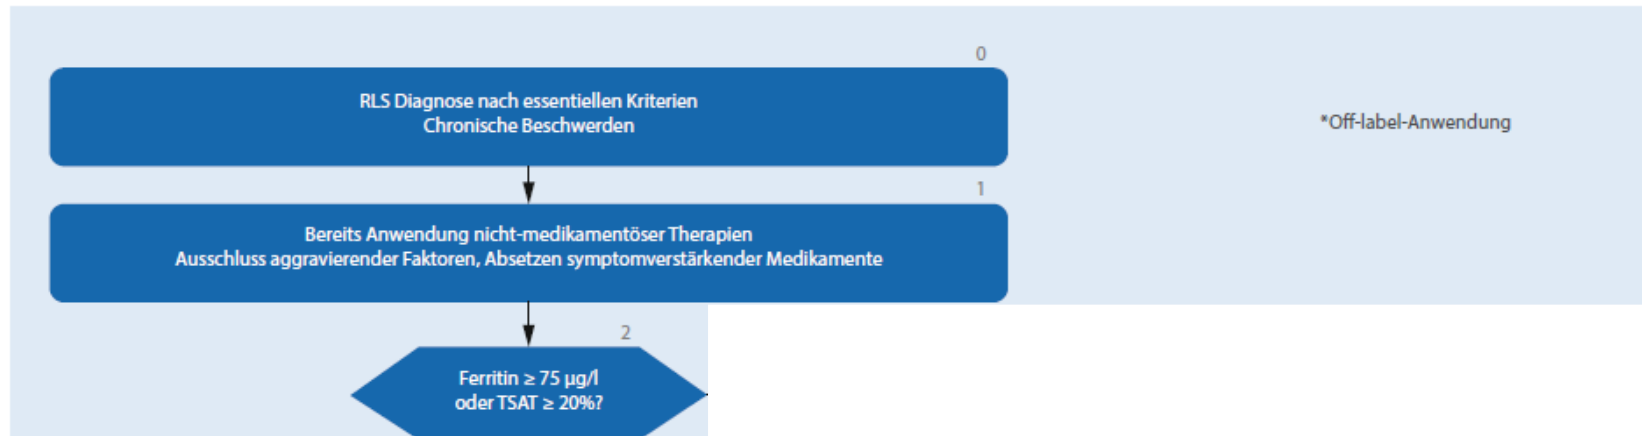 0
RLS Diagnose nach essentiellen Kriterien
Chronische Beschwerden
*Off-label-Anwendung
1
Bereits Anwendung nicht-medikamentöser Therapien
Ausschluss aggravierender Faktoren, Absetzen symptomverstärkender Medikamente
2
Ferritin ≥ 75 µg/l
oder TSAT ≥ 20%?